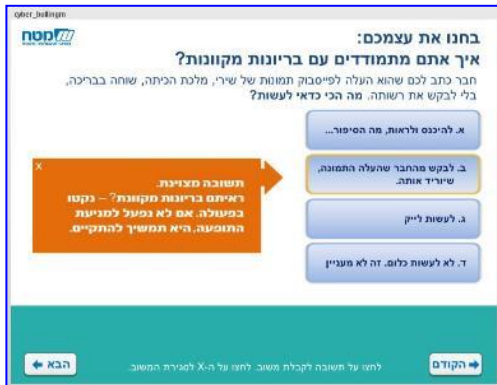 cyber_bullingm
מטח
בחנו את עצמכם:
איך אתם מתמודדים עם בריונות מקוונת?
חבר כתב לכם שהוא העלה לפייסבוק תמונות של שירי, מלכת הכיתה, שוחה בבריכה,
בלי לבקש את רשותה. מה הכי כדאי לעשות?
א. להיכנס ולראות, מה הסיפור...
ב. לבקש מהחבר שהעלה התמונה,
שיוריד אותה.
X
תשובה מצוינת.
ראיתם בריונות מקוונת? – נקטו
בפעולה. אם לא נפעל למניעת
התופעה, היא תמשיך להתקיים.
ג. לעשות לייק
ד. לא לעשות כלום. זה לא מעניין
הקודם
לחצו על תשובה לקבלת משוב. לחצו על ה-X לסגירת המשוב.
הבא